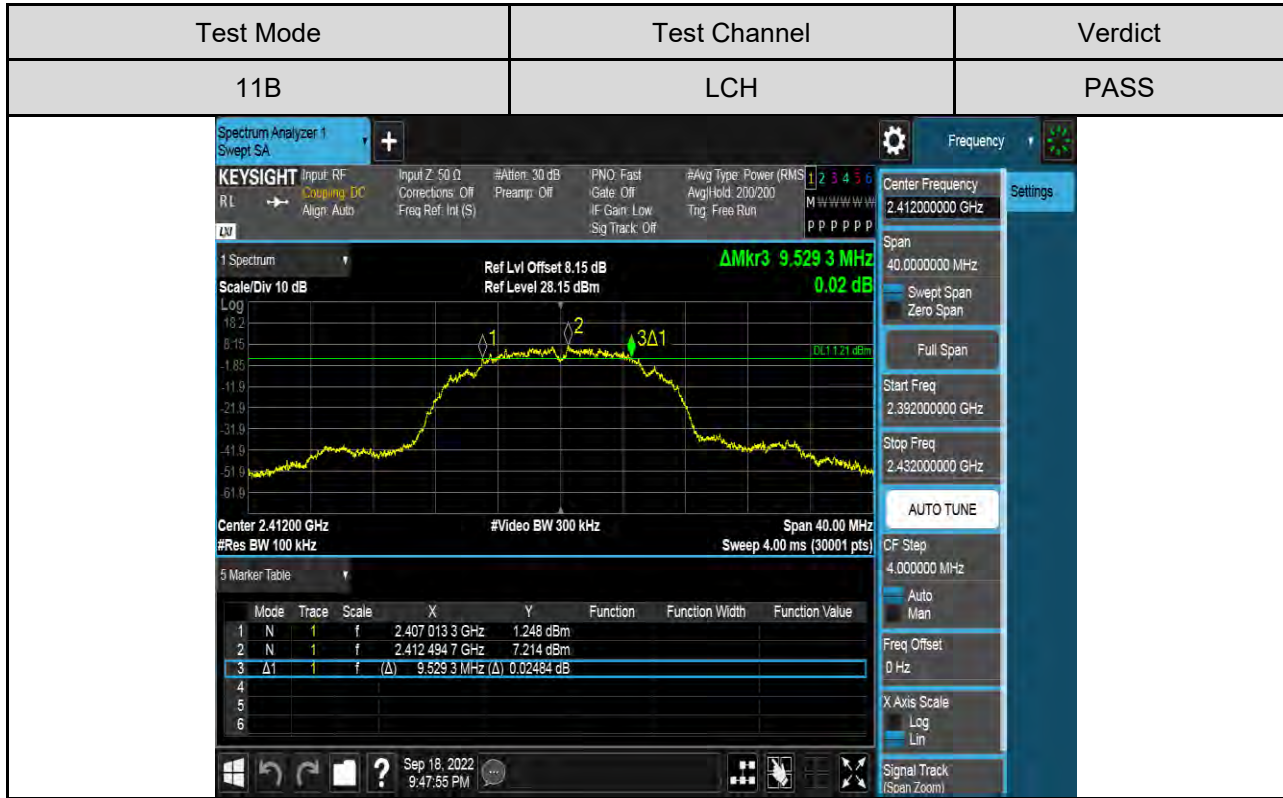 Test Mode Test Channel Verdict
11B LCH PASS
Spectrum Analyzer 1
Swept SA
+
Frequency
KEYSIGHT Input: RF
Coupling: DC
Align: Auto
RL
LXI
Input Z: 50 Ω
Corrections: Off
Freq Ref: Int (S)
#Atten: 30 dB
Preamp: Off
PNO: Fast
Gate: Off
IF Gain: Low
Sig Track: Off
#Avg Type: Power (RMS
Avg|Hold: 200/200
Trig: Free Run
1 2 3 4 5 6
M W W W W W
P P P P P P
1 Spectrum
Scale/Div 10 dB
Ref Lvl Offset 8.15 dB
Ref Level 28.15 dBm
ΔMkr3 9.529 3 MHz
0.02 dB
Log
18.2
8.15
-1.85
-11.9
-21.9
-31.9
-41.9
-51.9
-61.9
1
2
3Δ1
DL1 1.21 dBm
Center 2.41200 GHz
#Res BW 100 kHz
#Video BW 300 kHz
Span 40.00 MHz
Sweep 4.00 ms (30001 pts)
5 Marker Table
Mode Trace Scale X Y Function Function Width Function Value
1 N 1 f 2.407 013 3 GHz 1.248 dBm
2 N 1 f 2.412 494 7 GHz 7.214 dBm
3 Δ1 1 f (Δ) 9.529 3 MHz (Δ) 0.02484 dB
4
5
6
?
Sep 18, 2022
9:47:55 PM
Center Frequency
2.412000000 GHz
Settings
Span
40.0000000 MHz
Swept Span
Zero Span
Full Span
Start Freq
2.392000000 GHz
Stop Freq
2.432000000 GHz
AUTO TUNE
CF Step
4.000000 MHz
Auto
Man
Freq Offset
0 Hz
X Axis Scale
Log
Lin
Signal Track
(Span Zoom)